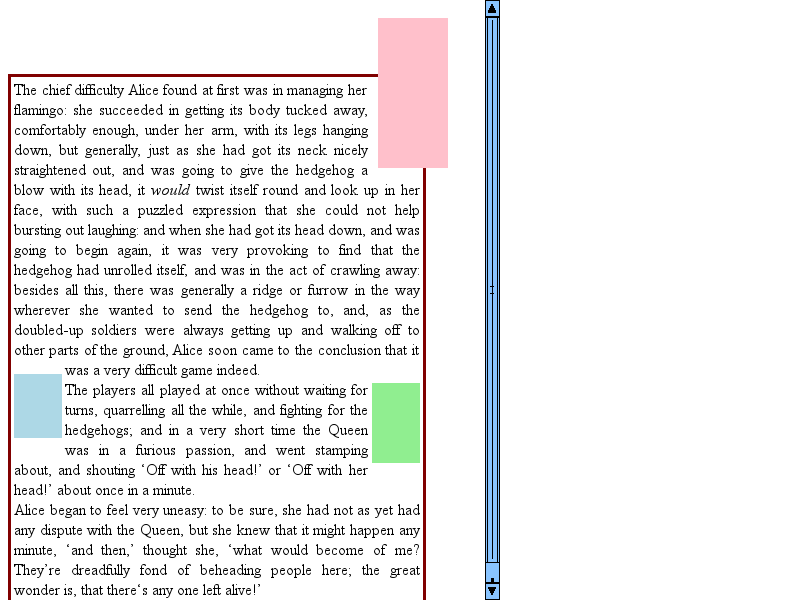 The chief difficulty Alice found at first was in managing her
flamingo: she succeeded in getting its body tucked away,
comfortably enough, under her arm, with its legs hanging
down, but generally, just as she had got its neck nicely
straightened out, and was going to give the hedgehog a
blow with its head, it would twist itself round and look up in her
face, with such a puzzled expression that she could not help
bursting out laughing: and when she had got its head down, and was
going to begin again, it was very provoking to find that the
hedgehog had unrolled itself, and was in the act of crawling away:
besides all this, there was generally a ridge or furrow in the way
wherever she wanted to send the hedgehog to, and, as the
doubled-up soldiers were always getting up and walking off to
other parts of the ground, Alice soon came to the conclusion that it
was a very difficult game indeed.
The players all played at once without waiting for
turns, quarrelling all the while, and fighting for the
hedgehogs; and in a very short time the Queen
was in a furious passion, and went stamping
about, and shouting ‘Off with his head!’ or ‘Off with her
head!’ about once in a minute.
Alice began to feel very uneasy: to be sure, she had not as yet had
any dispute with the Queen, but she knew that it might happen any
minute, ‘and then,’ thought she, ‘what would become of me?
They’re dreadfully fond of beheading people here; the great
wonder is, that there‘s any one left alive!’